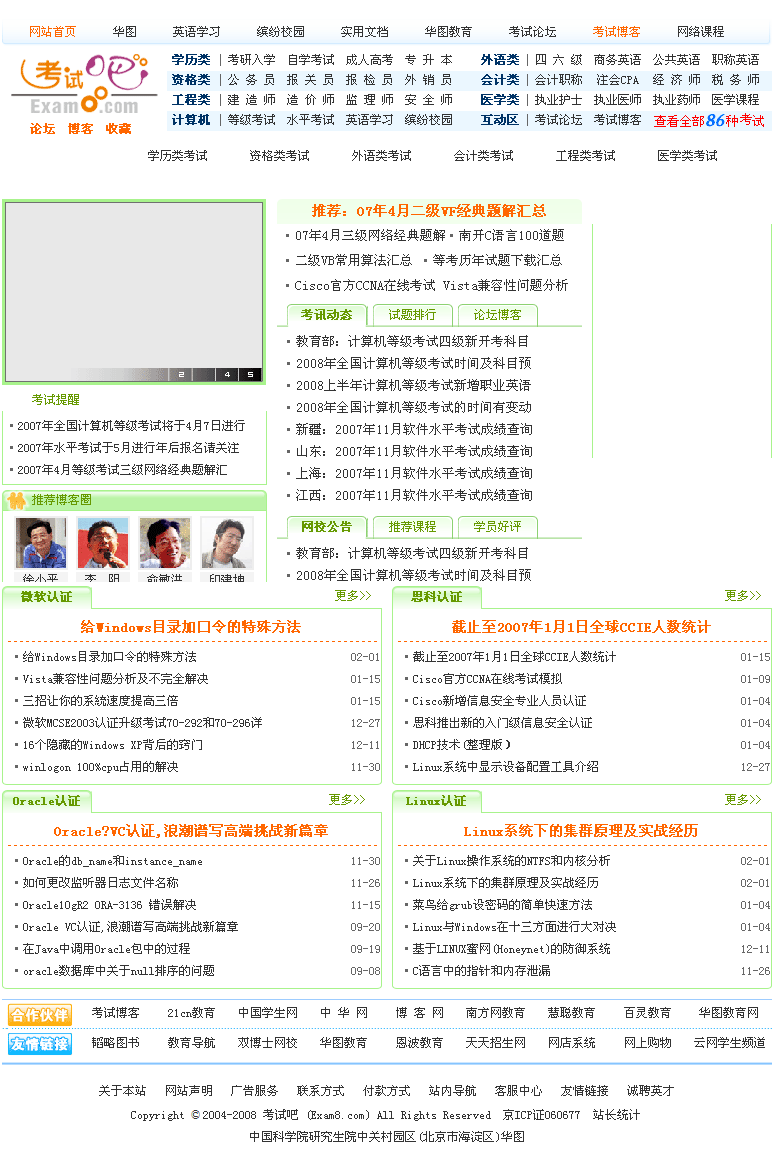 网站首页 华图 英语学习 缤纷校园 实用文档 华图教育 考试论坛 考试博客 网络课程
考试吧
Exam8.com
论坛 博客 收藏
学历类 | 考研入学 自学考试 成人高考 专 升 本 外语类 | 四 六 级 商务英语 公共英语 职称英语
资格类 | 公 务 员 报 关 员 报 检 员 外 销 员 会计类 | 会计职称 注会CPA 经 济 师 税 务 师
工程类 | 建 造 师 造 价 师 监 理 师 安 全 师 医学类 | 执业护士 执业医师 执业药师 医学课程
计算机 | 等级考试 水平考试 英语学习 缤纷校园 互动区 | 考试论坛 考试博客 查看全部86种考试
学历类考试 资格类考试 外语类考试 会计类考试 工程类考试 医学类考试
2 4 5
考试提醒
2007年全国计算机等级考试将于4月7日进行
2007年水平考试于5月进行年后报名请关注
2007年4月等级考试三级网络经典题解汇
推荐博客圈
徐小平 李 阳 俞敏洪 印建坤
推荐：07年4月二级VF经典题解汇总
07年4月三级网络经典题解 · 南开C语言100道题
二级VB常用算法汇总 · 等考历年试题下载汇总
Cisco官方CCNA在线考试 Vista兼容性问题分析
考讯动态 试题排行 论坛博客
教育部：计算机等级考试四级新开考科目
2008年全国计算机等级考试时间及科目预
2008上半年计算机等级考试新增职业英语
2008年全国计算机等级考试的时间有变动
新疆：2007年11月软件水平考试成绩查询
山东：2007年11月软件水平考试成绩查询
上海：2007年11月软件水平考试成绩查询
江西：2007年11月软件水平考试成绩查询
网校公告 推荐课程 学员好评
教育部：计算机等级考试四级新开考科目
2008年全国计算机等级考试时间及科目预
微软认证 更多>>
给Windows目录加口令的特殊方法
给Windows目录加口令的特殊方法 02-01
Vista兼容性问题分析及不完全解决 01-15
三招让你的系统速度提高三倍 01-15
微软MCSE2003认证升级考试70-292和70-296详 12-27
16个隐藏的Windows XP背后的窍门 12-11
winlogon 100%cpu占用的解决 11-30
思科认证 更多>>
截止至2007年1月1日全球CCIE人数统计
截止至2007年1月1日全球CCIE人数统计 01-15
Cisco官方CCNA在线考试模拟 01-09
Cisco新增信息安全专业人员认证 01-04
思科推出新的入门级信息安全认证 01-04
DHCP技术(整理版) 01-04
Linux系统中显示设备配置工具介绍 12-27
Oracle认证 更多>>
Oracle?VC认证,浪潮谱写高端挑战新篇章
Oracle的db_name和instance_name 11-30
如何更改监听器日志文件名称 11-26
Oracle10gR2 ORA-3136 错误解决 11-15
Oracle VC认证,浪潮谱写高端挑战新篇章 09-20
在Java中调用Oracle包中的过程 09-19
oracle数据库中关于null排序的问题 09-08
Linux认证 更多>>
Linux系统下的集群原理及实战经历
关于Linux操作系统的NTFS和内核分析 02-01
Linux系统下的集群原理及实战经历 02-01
菜鸟给grub设密码的简单快速方法 01-04
Linux与Windows在十三方面进行大对决 01-04
基于LINUX蜜网(Honeynet)的防御系统 12-11
C语言中的指针和内存泄漏 11-26
合作伙伴 考试博客 21cn教育 中国学生网 中 华 网 博 客 网 南方网教育 慧聪教育 百灵教育 华图教育网
友情链接 韬略图书 教育导航 双博士网校 华图教育 恩波教育 天天招生网 网店系统 网上购物 云网学生频道
关于本站 网站声明 广告服务 联系方式 付款方式 站内导航 客服中心 友情链接 诚聘英才
Copyright ©2004-2008 考试吧 (Exam8.com) All Rights Reserved 京ICP证060677 站长统计
中国科学院研究生院中关村园区(北京市海淀区)华图